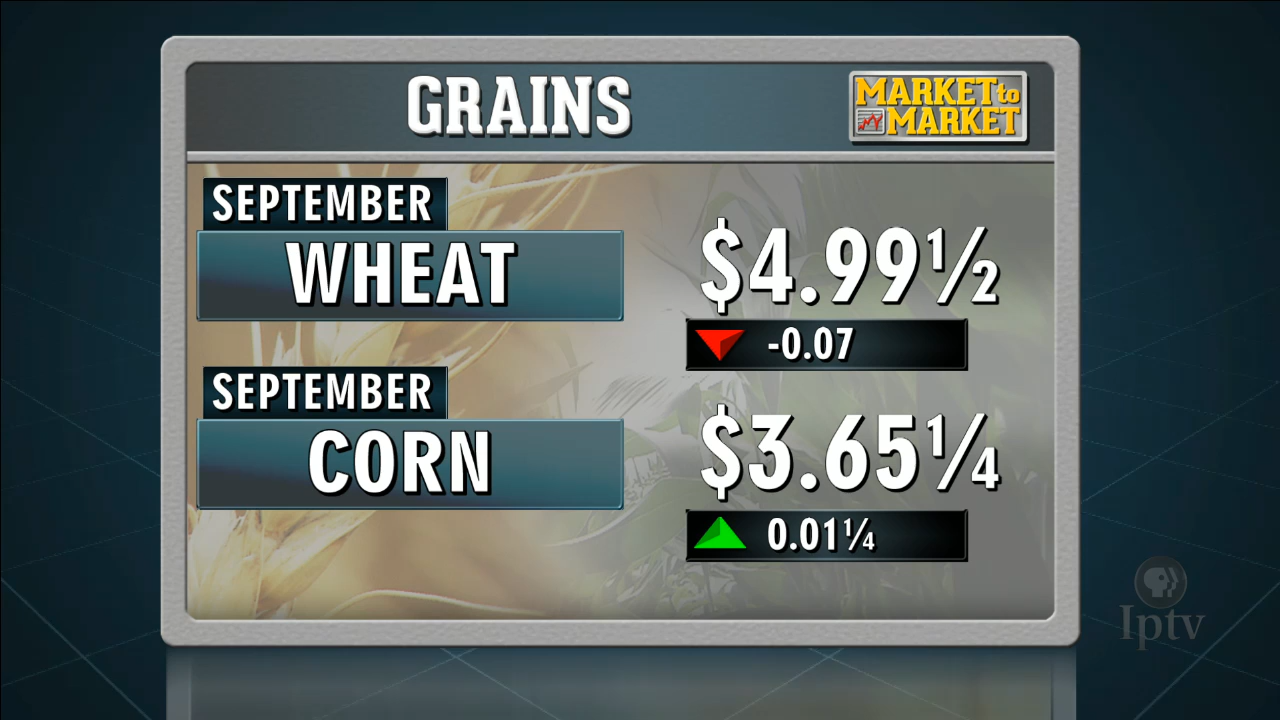 GRAINS
MARKET to
MARKET
SEPTEMBER
WHEAT
$4.99½
-0.07
SEPTEMBER
CORN
$3.65¼
0.01¼
Iptv